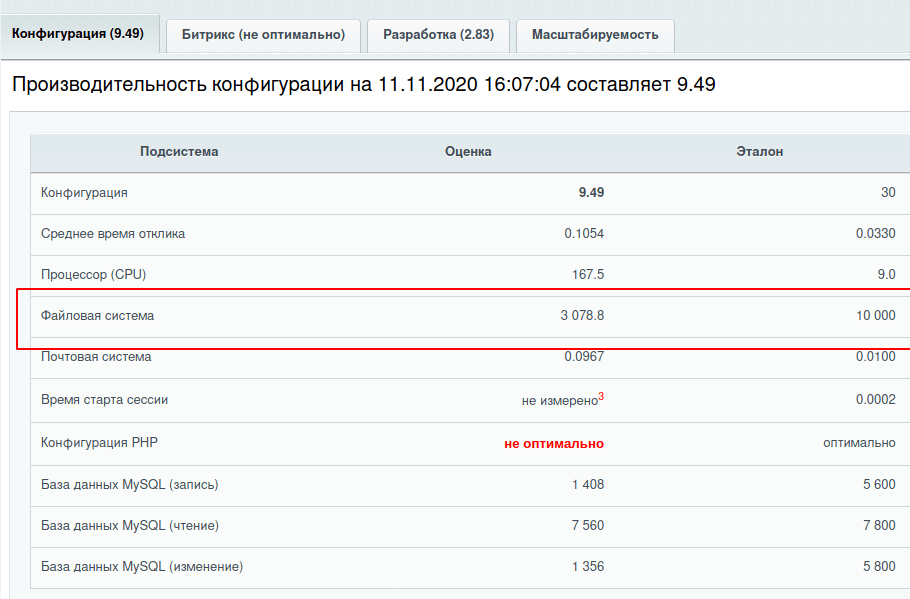 Конфигурация (9.49) Битрикс (не оптимально) Разработка (2.83) Масштабируемость
Производительность конфигурации на 11.11.2020 16:07:04 составляет 9.49
Подсистема Оценка Эталон
Конфигурация 9.49 30
Среднее время отклика 0.1054 0.0330
Процессор (CPU) 167.5 9.0
Файловая система 3 078.8 10 000
Почтовая система 0.0967 0.0100
Время старта сессии не измерено3 0.0002
Конфигурация PHP не оптимально оптимально
База данных MySQL (запись) 1 408 5 600
База данных MySQL (чтение) 7 560 7 800
База данных MySQL (изменение) 1 356 5 800